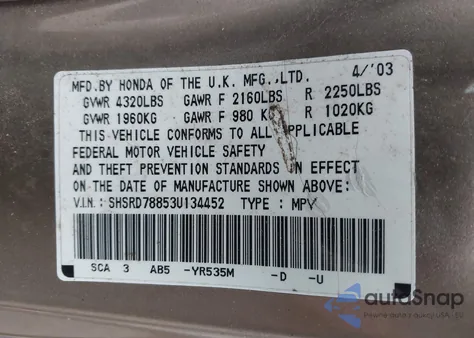 MFD.BY HONDA OF THE U.K. MFG.,LTD. 4/'03
GVWR 4320LBS GAWR F 2160LBS R 2250LBS
GVWR 1960KG GAWR F 980 KG R 1020KG
THIS VEHICLE CONFORMS TO ALL APPLICABLE
FEDERAL MOTOR VEHICLE SAFETY
AND THEFT PREVENTION STANDARDS IN EFFECT
ON THE DATE OF MANUFACTURE SHOWN ABOVE:
V.I.N.: SHSRD78853U134452 TYPE : MPV
SCA 3 AB5 -YR535M -D -U
autoSnap